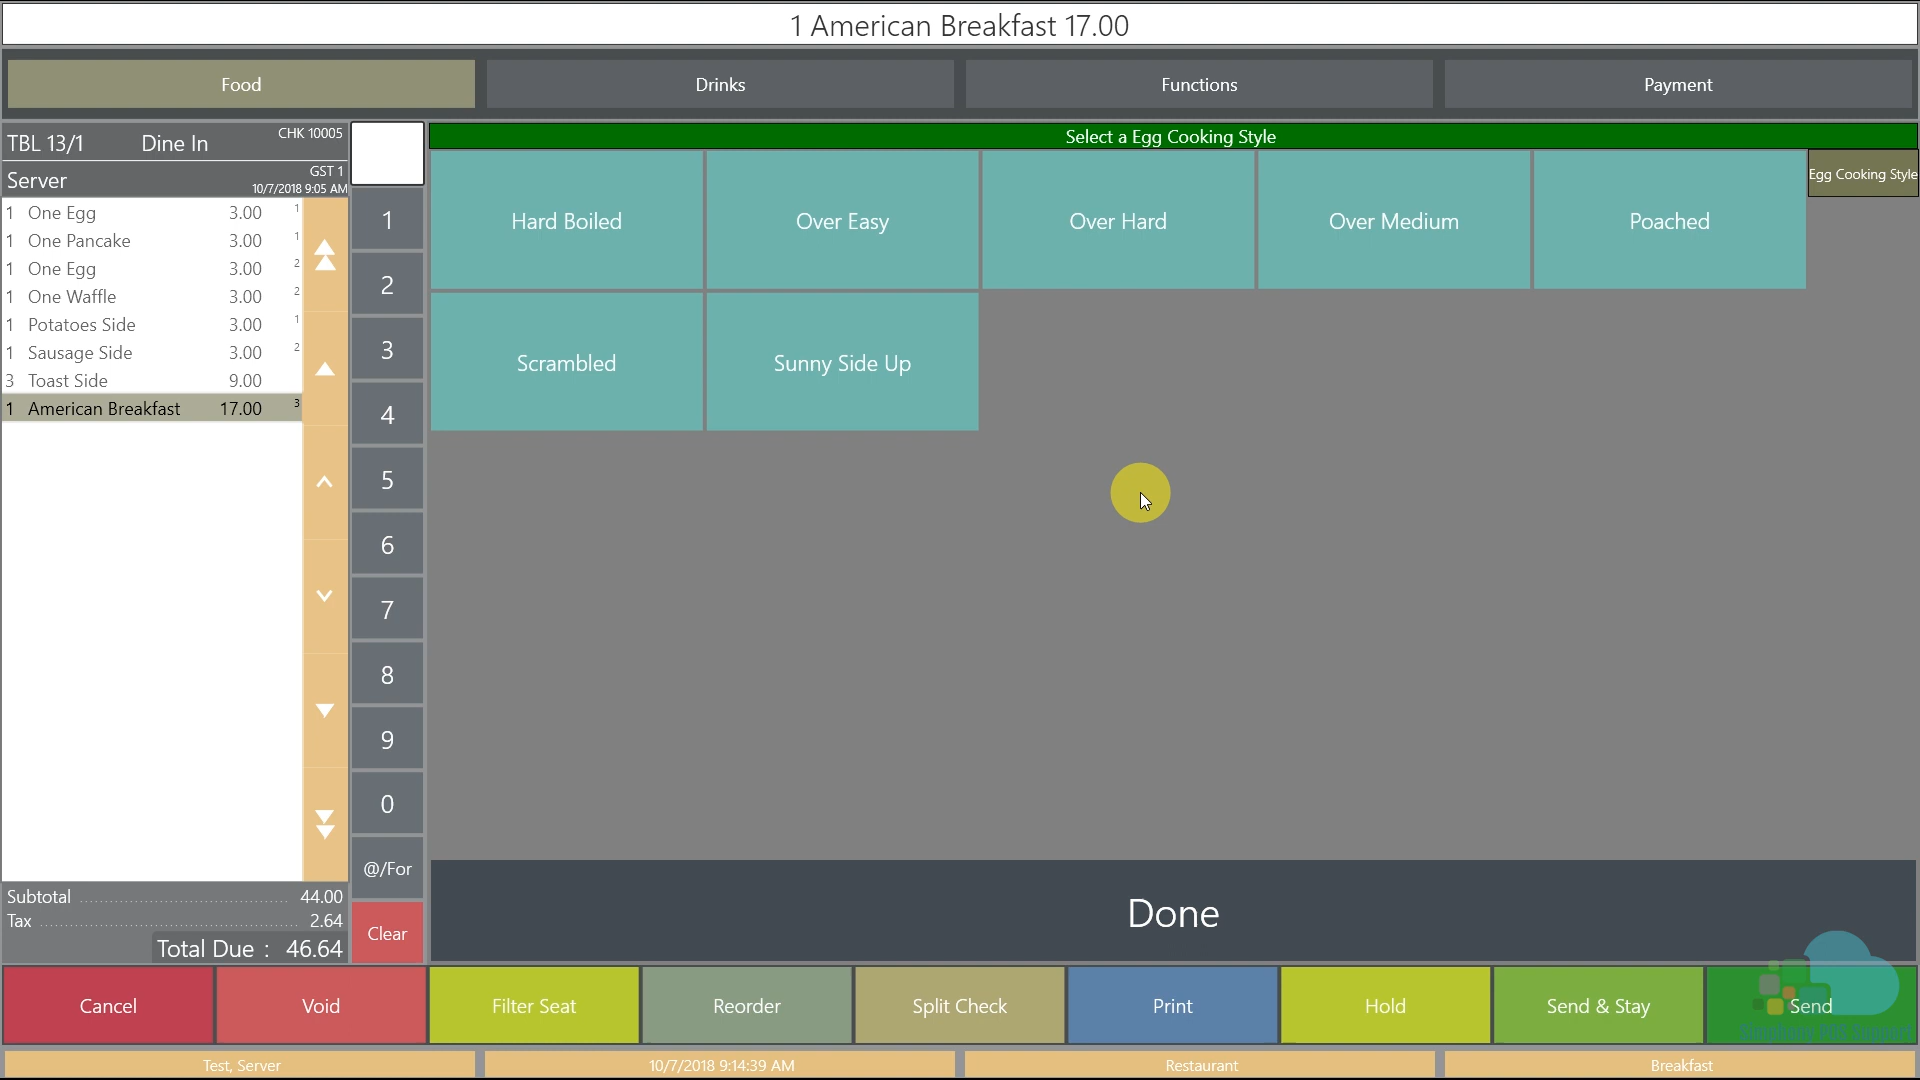 1 American Breakfast 17.00
Food
Drinks
Functions
Payment
TBL 13/1 Dine In CHK 10005
Server GST 1
10/7/2018 9:05 AM
1 One Egg 3.00 1
1 One Pancake 3.00 1
1 One Egg 3.00 2
1 One Waffle 3.00 2
1 Potatoes Side 3.00 1
1 Sausage Side 3.00 2
3 Toast Side 9.00
1 American Breakfast 17.00 3
Subtotal 44.00
Tax 2.64
Total Due : 46.64
1
2
3
4
5
6
7
8
9
0
@/For
Clear
Select a Egg Cooking Style
Egg Cooking Style
Hard Boiled
Over Easy
Over Hard
Over Medium
Poached
Scrambled
Sunny Side Up
Done
Cancel
Void
Filter Seat
Reorder
Split Check
Print
Hold
Send & Stay
Send
Simphony POS Support
Test, Server
10/7/2018 9:14:39 AM
Restaurant
Breakfast